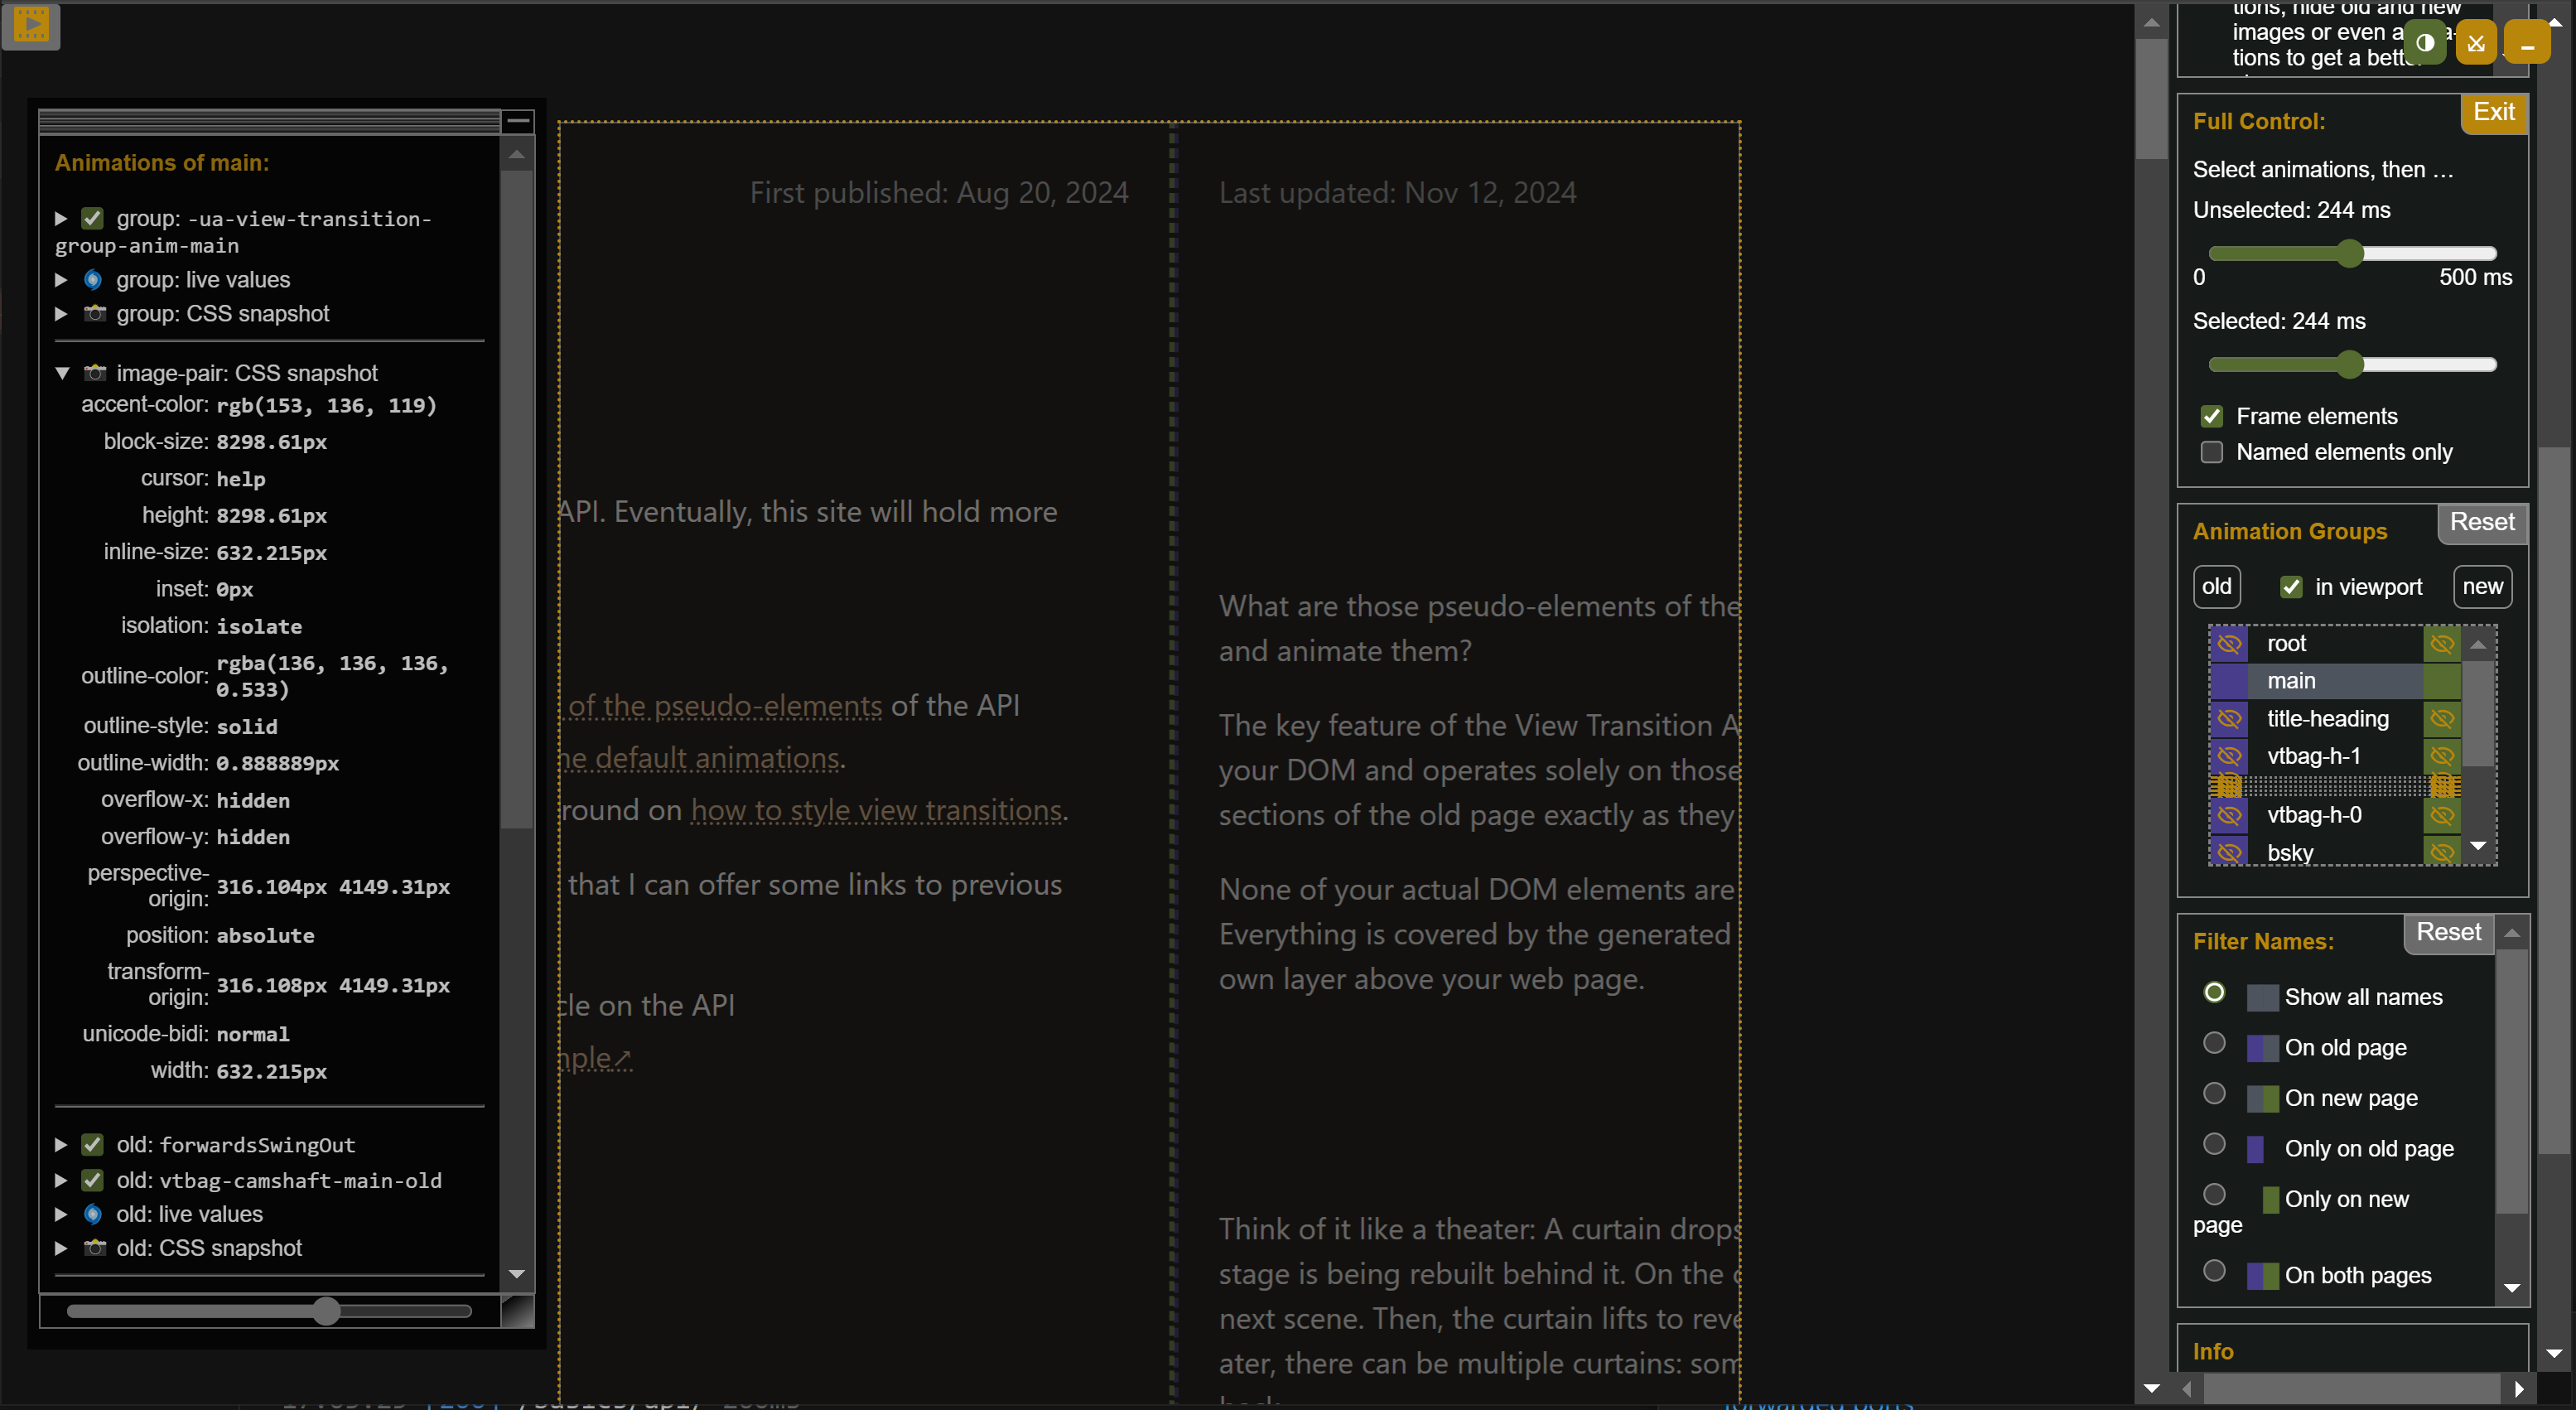 Animations of main:
group: -ua-view-transition-
group-anim-main
group: live values
group: CSS snapshot
image-pair: CSS snapshot
accent-color: rgb(153, 136, 119)
block-size: 8298.61px
cursor: help
height: 8298.61px
inline-size: 632.215px
inset: 0px
isolation: isolate
outline-color: rgba(136, 136, 136,
0.533)
outline-style: solid
outline-width: 0.888889px
overflow-x: hidden
overflow-y: hidden
perspective-
origin: 316.104px 4149.31px
position: absolute
transform-
origin: 316.108px 4149.31px
unicode-bidi: normal
width: 632.215px
old: forwardsSwingOut
old: vtbag-camshaft-main-old
old: live values
old: CSS snapshot
First published: Aug 20, 2024
API. Eventually, this site will hold more
of the pseudo-elements of the API
default animations.
round on how to style view transitions.
that I can offer some links to previous
on the API
Last updated: Nov 12, 2024
What are those pseudo-elements of the
and animate them?
The key feature of the View Transition A
your DOM and operates solely on those
sections of the old page exactly as they
None of your actual DOM elements are
Everything is covered by the generated
own layer above your web page.
Think of it like a theater: A curtain drops
stage is being rebuilt behind it. On the
next scene. Then, the curtain lifts to
ater, there can be multiple curtains:
tions, hide old and new
images or even
tions to get a
Full Control:
Exit
Select animations, then …
Unselected: 244 ms
0
500 ms
Selected: 244 ms
Frame elements
Named elements only
Animation Groups
Reset
old
in viewport
new
root
main
title-heading
vtbag-h-1
vtbag-h-0
bsky
Filter Names:
Reset
Show all names
On old page
On new page
Only on old page
Only on new
page
On both pages
Info